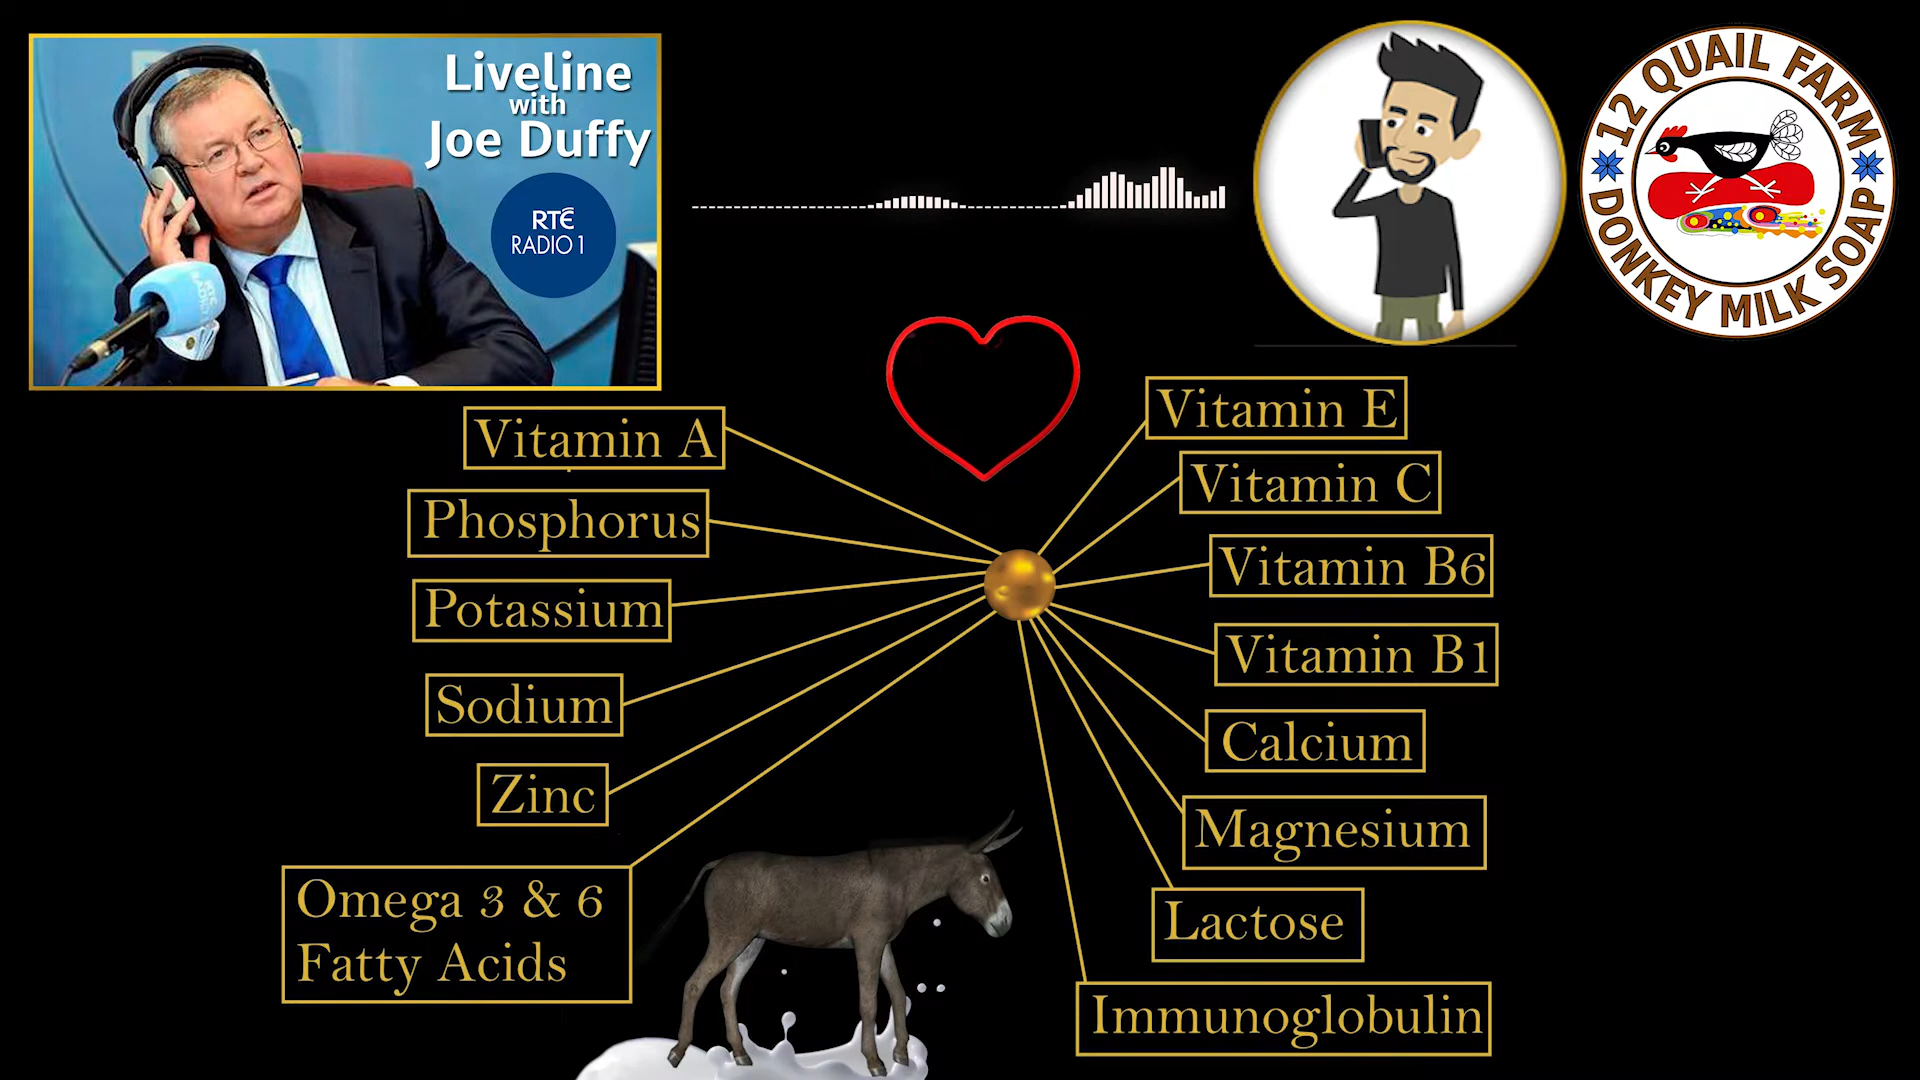 Liveline
with
Joe Duffy
RTÉ
RADIO 1
12 QUAIL FARM
DONKEY MILK SOAP
Vitamin A
Phosphorus
Potassium
Sodium
Zinc
Omega 3 & 6
Fatty Acids
Vitamin E
Vitamin C
Vitamin B6
Vitamin B1
Calcium
Magnesium
Lactose
Immunoglobulin